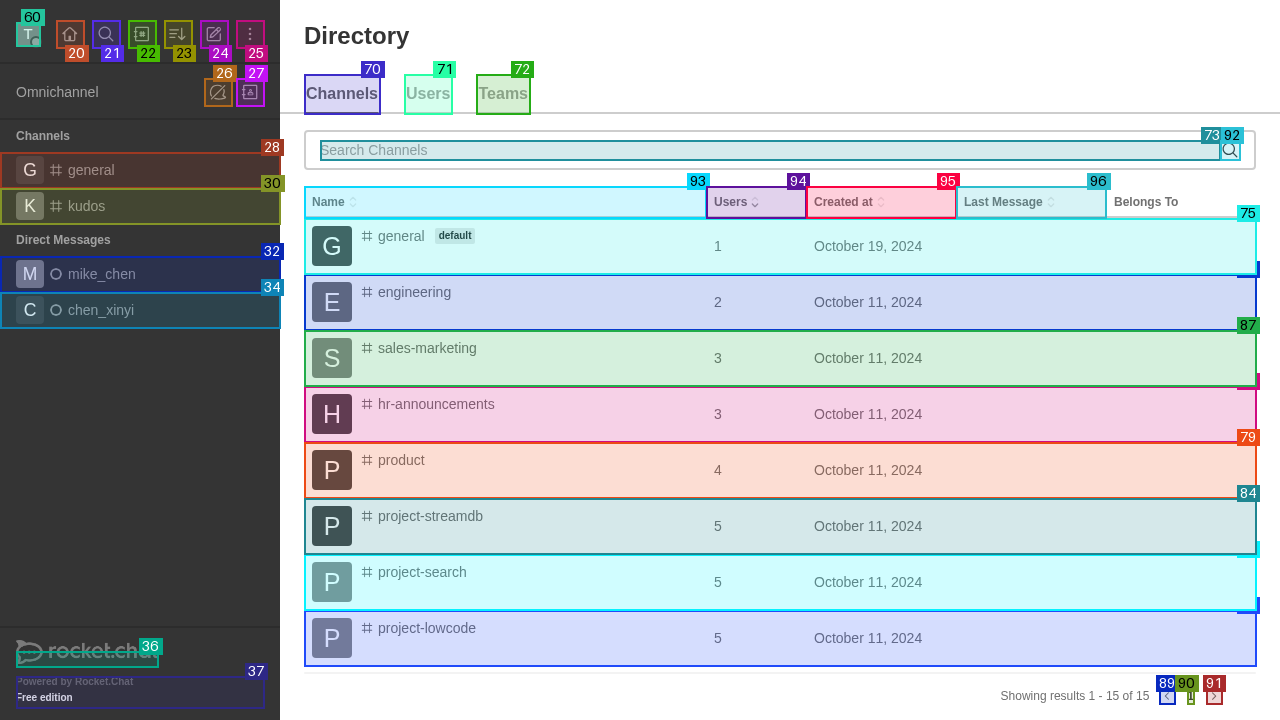 60
T
20
21
22
23
24
25
Omnichannel
26
27
Channels
28
G general
30
K kudos
Direct Messages
32
M mike_chen
34
C chen_xinyi
36
rocket.cha
37
Powered by Rocket.Chat
Free edition
Directory
70
71
72
Channels Users Teams
73 92
Search Channels
93 94 95 96
Name Users Created at Last Message Belongs To
75
G general default 1 October 19, 2024
E engineering 2 October 11, 2024
87
S sales-marketing 3 October 11, 2024
H hr-announcements 3 October 11, 2024
79
P product 4 October 11, 2024
84
P project-streamdb 5 October 11, 2024
P project-search 5 October 11, 2024
P project-lowcode 5 October 11, 2024
89 90 91
Showing results 1 - 15 of 15 1